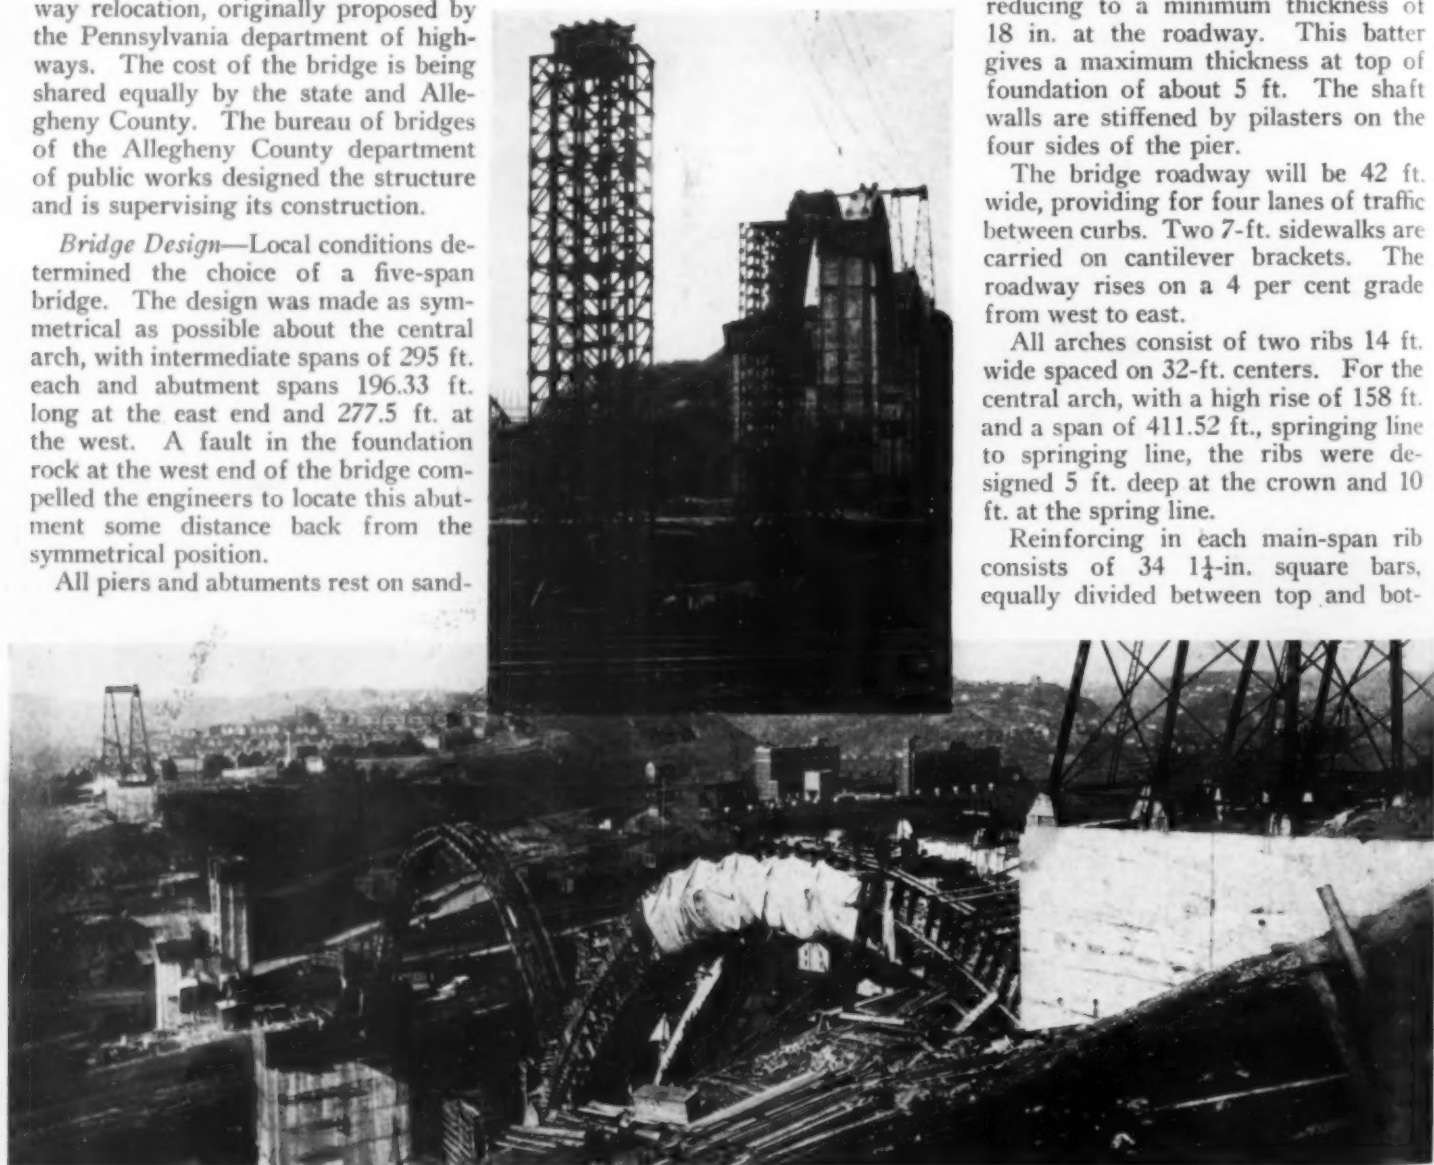 way relocation, originally proposed by
the Pennsylvania department of high-
ways. The cost of the bridge is being
shared equally by the state and Alle-
gheny County. The bureau of bridges
of the Allegheny County department
of public works designed the structure
and is supervising its construction.
Bridge Design—Local conditions de-
termined the choice of a five-span
bridge. The design was made as sym-
metrical as possible about the central
arch, with intermediate spans of 295 ft.
each and abutment spans 196.33 ft.
long at the east end and 277.5 ft. at
the west. A fault in the foundation
rock at the west end of the bridge com-
pelled the engineers to locate this abut-
ment some distance back from the
symmetrical position.
All piers and abtuments rest on sand-
reducing to a minimum thickness of
18 in. at the roadway. This batter
gives a maximum thickness at top of
foundation of about 5 ft. The shaft
walls are stiffened by pilasters on the
four sides of the pier.
The bridge roadway will be 42 ft.
wide, providing for four lanes of traffic
between curbs. Two 7-ft. sidewalks are
carried on cantilever brackets. The
roadway rises on a 4 per cent grade
from west to east.
All arches consist of two ribs 14 ft.
wide spaced on 32-ft. centers. For the
central arch, with a high rise of 158 ft.
and a span of 411.52 ft., springing line
to springing line, the ribs were de-
signed 5 ft. deep at the crown and 10
ft. at the spring line.
Reinforcing in each main-span rib
consists of 34 1¼-in. square bars,
equally divided between top and bot-